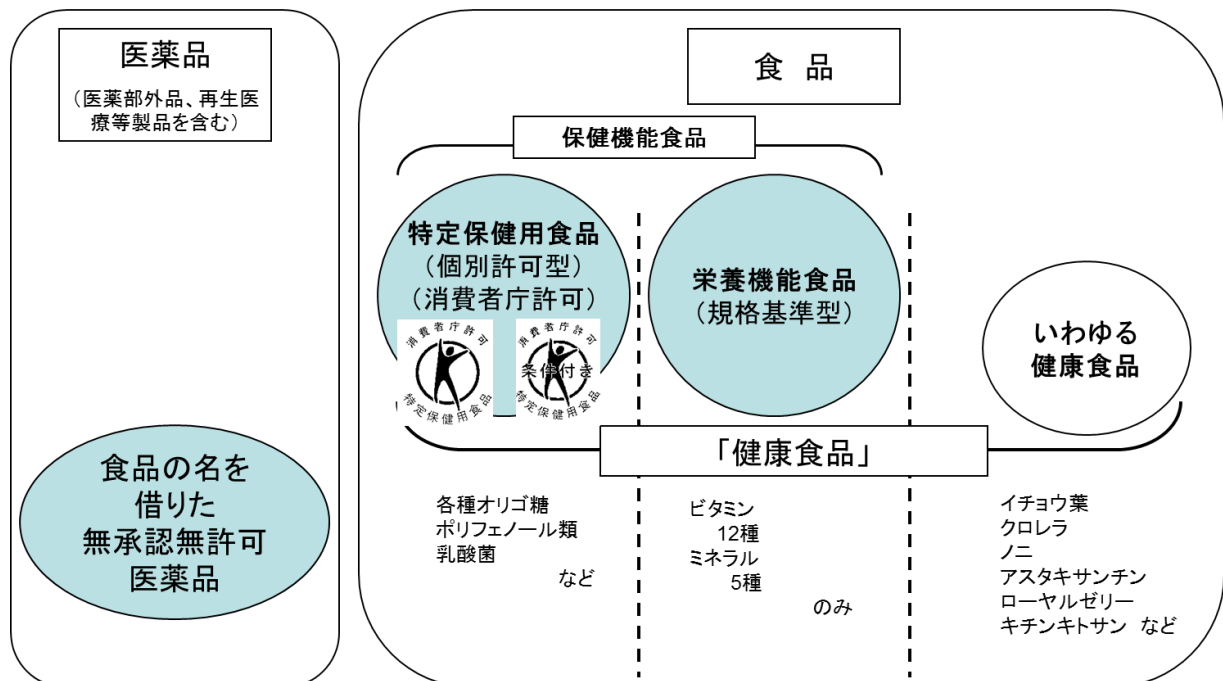 医薬品
（医薬部外品、再生医
療等製品を含む）
食品の名を
借りた
無承認無許可
医薬品
食　品
保健機能食品
特定保健用食品
（個別許可型）
（消費者庁許可）
消費者庁許可
特定保健用食品
消費者庁許可
条件付き
特定保健用食品
栄養機能食品
（規格基準型）
いわゆる
健康食品
「健康食品」
各種オリゴ糖
ポリフェノール類
乳酸菌
など
ビタミン
12種
ミネラル
5種
のみ
イチョウ葉
クロレラ
ノニ
アスタキサンチン
ローヤルゼリー
キチンキトサン　など